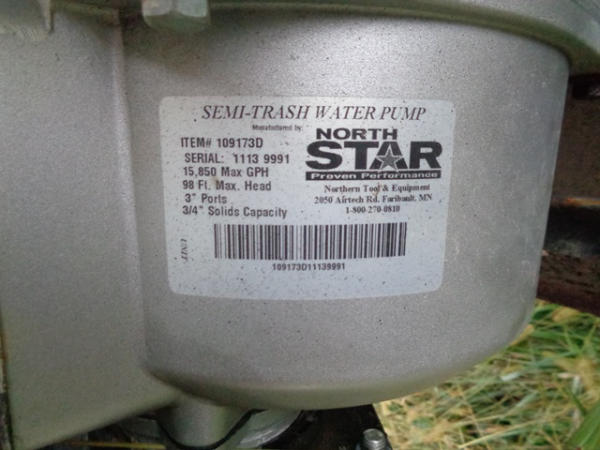 SEMI-TRASH WATER PUMP
Manufactured by:
NORTH
STAR
Proven Performance
ITEM# 109173D
SERIAL: 1113 9991
15,850 Max GPH
98 Ft. Max. Head
3" Ports
3/4" Solids Capacity
Northern Tool & Equipment
2050 Airtech Rd. Faribault, MN
1-800-270-0810
UNIT
109173D11139991